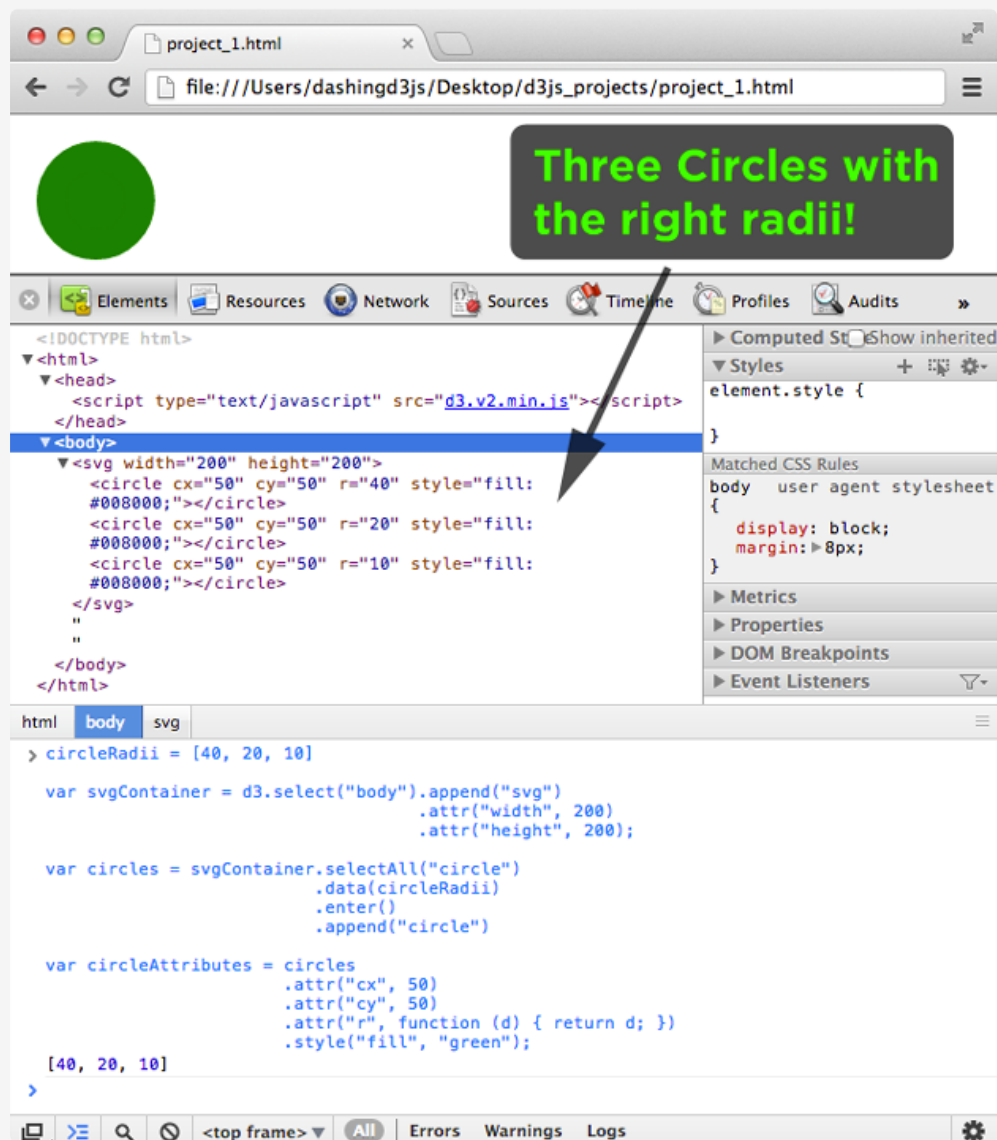 project_1.html
file:///Users/dashingd3js/Desktop/d3js_projects/project_1.html
Three Circles with
the right radii!
Elements Resources Network Sources Timeline Profiles Audits »
<!DOCTYPE html>
▼<html>
▼<head>
<script type="text/javascript" src="d3.v2.min.js"></script>
</head>
▼<body>
▼<svg width="200" height="200">
<circle cx="50" cy="50" r="40" style="fill:
#008000;"></circle>
<circle cx="50" cy="50" r="20" style="fill:
#008000;"></circle>
<circle cx="50" cy="50" r="10" style="fill:
#008000;"></circle>
</svg>
"
"
</body>
</html>
▶ Computed St Show inherited
▼ Styles
element.style {
}
Matched CSS Rules
body user agent stylesheet
{
display: block;
margin:▶8px;
}
▶ Metrics
▶ Properties
▶ DOM Breakpoints
▶ Event Listeners
html body svg
> circleRadii = [40, 20, 10]
var svgContainer = d3.select("body").append("svg")
.attr("width", 200)
.attr("height", 200);
var circles = svgContainer.selectAll("circle")
.data(circleRadii)
.enter()
.append("circle")
var circleAttributes = circles
.attr("cx", 50)
.attr("cy", 50)
.attr("r", function (d) { return d; })
.style("fill", "green");
[40, 20, 10]
>
<top frame> ▼ All Errors Warnings Logs